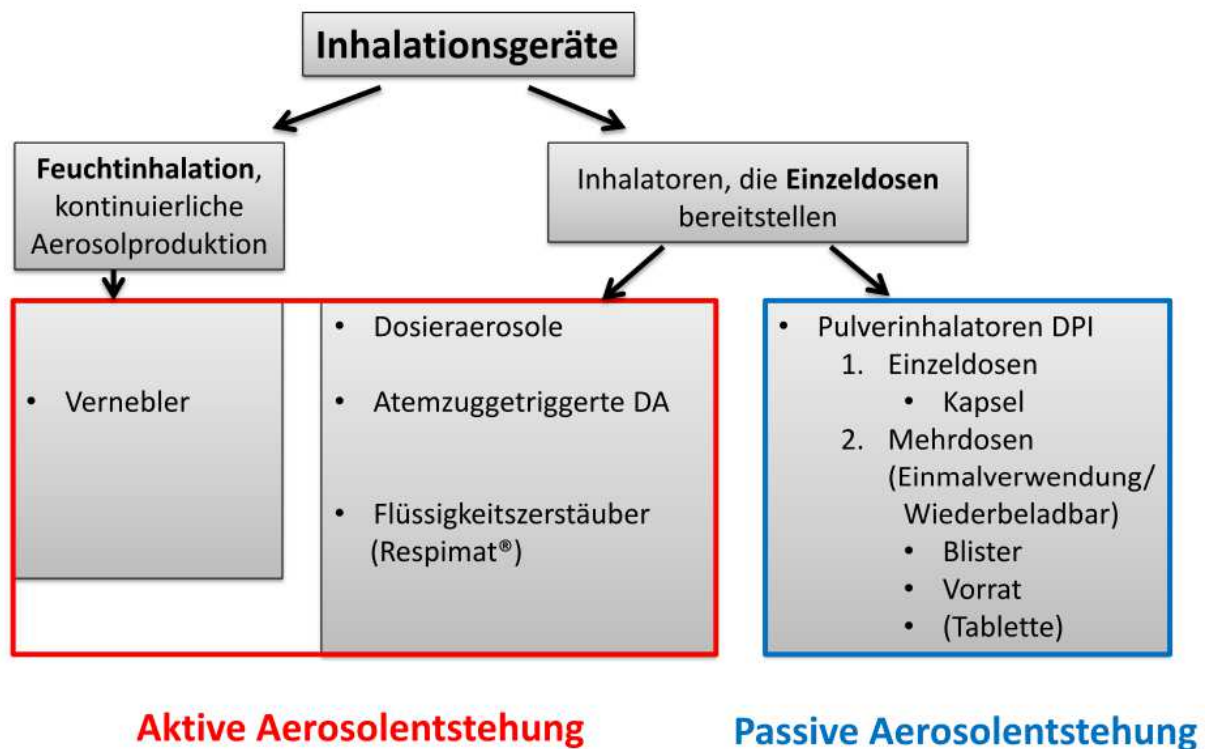 Inhalationsgeräte
Feuchtinhalation,
kontinuierliche
Aerosolproduktion
Inhalatoren, die Einzeldosen
bereitstellen
• Vernebler
• Dosieraerosole
• Atemzuggetriggerte DA
• Flüssigkeitszerstäuber
(Respimat®)
• Pulverinhalatoren DPI
1. Einzeldosen
• Kapsel
2. Mehrdosen
(Einmalverwendung/
Wiederbeladbar)
• Blister
• Vorrat
• (Tablette)
Aktive Aerosolentstehung
Passive Aerosolentstehung